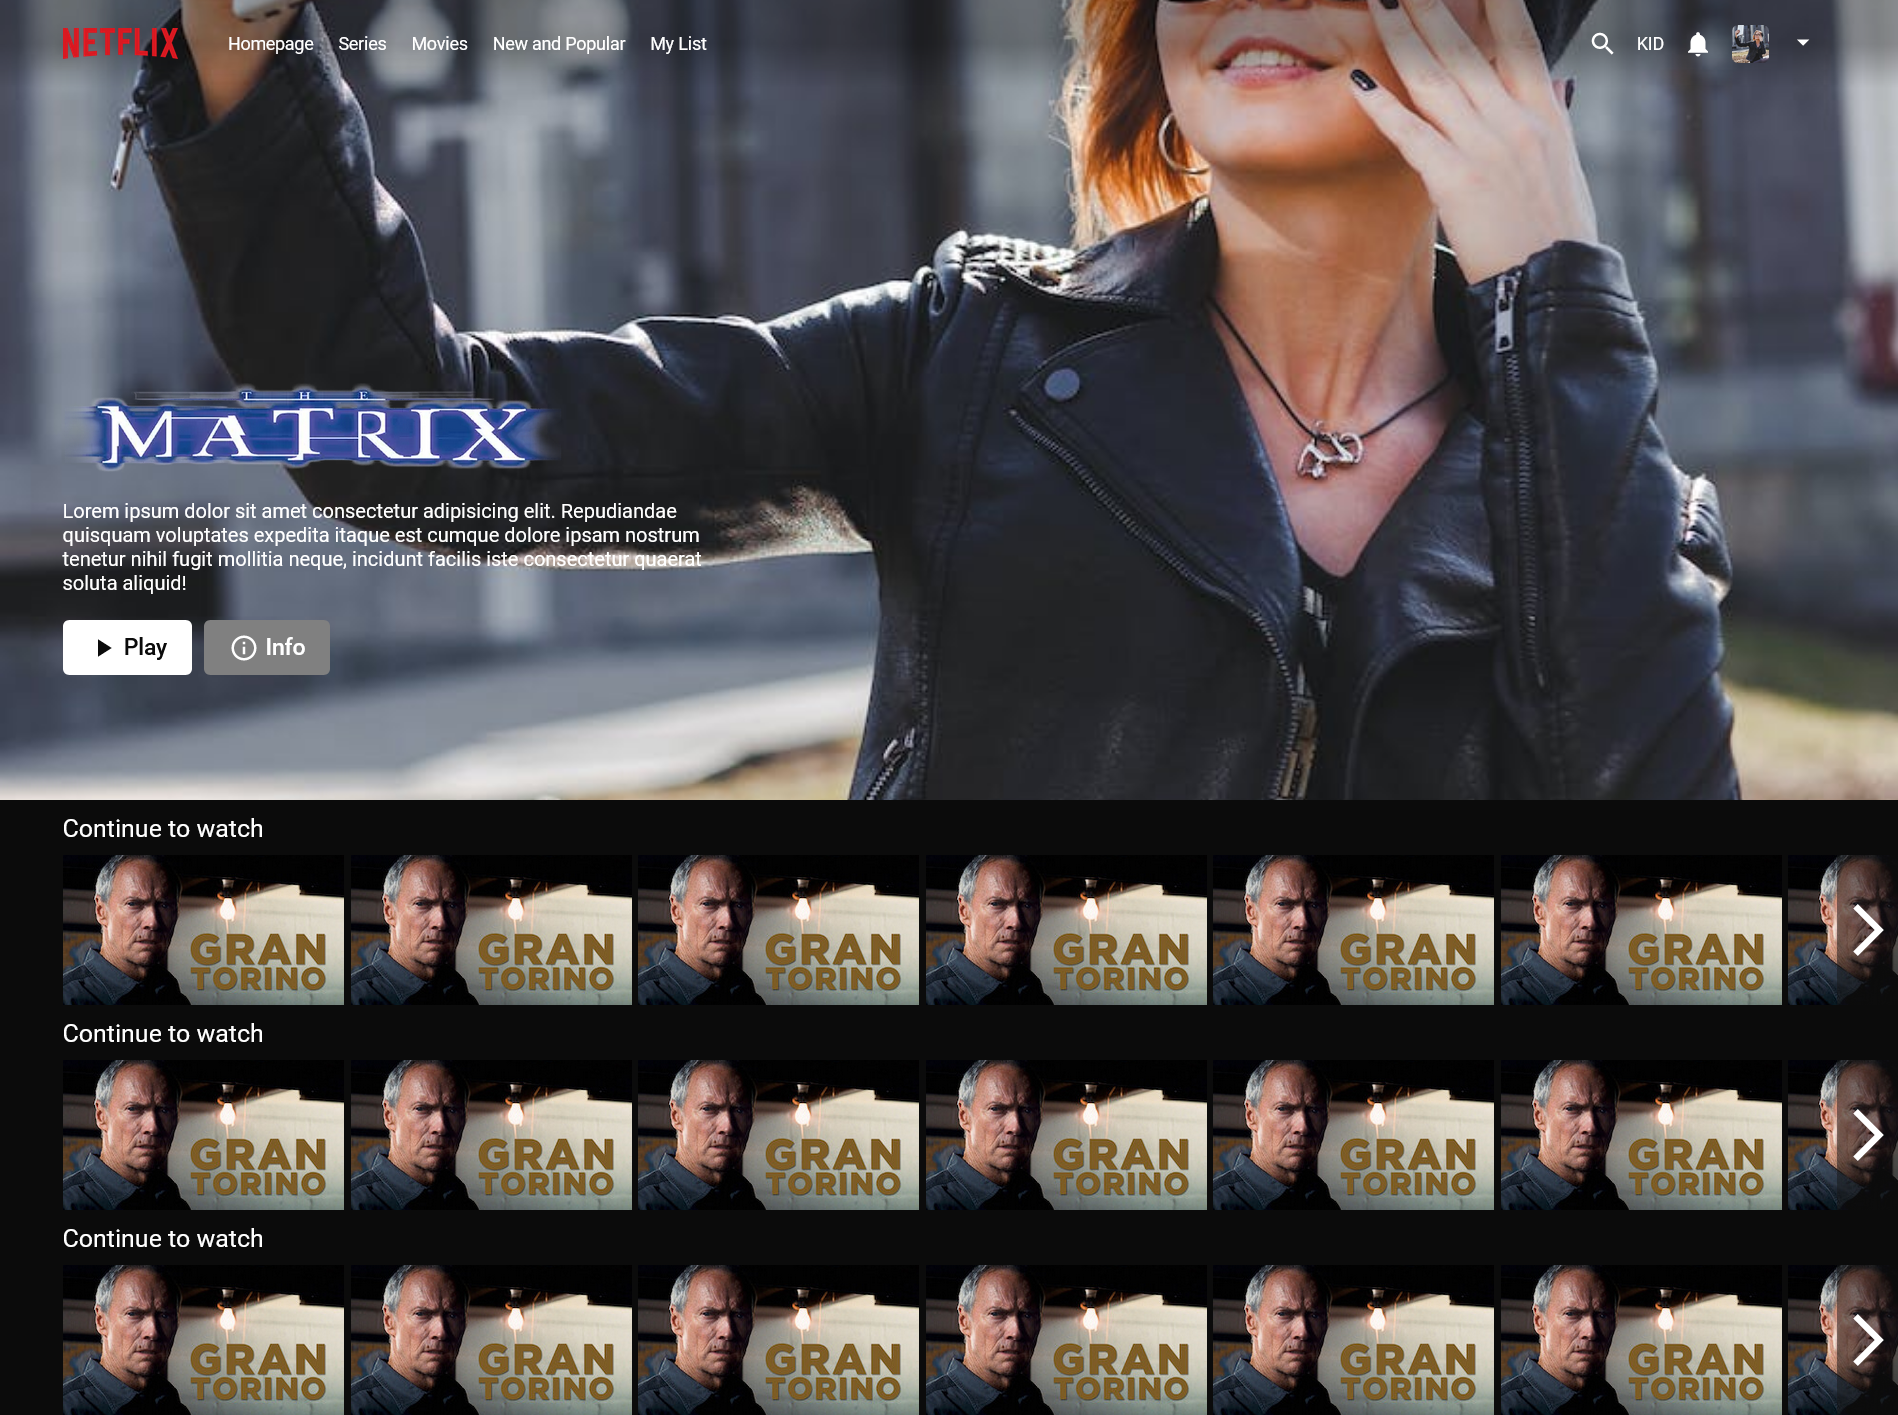 NETFLIX Homepage Series Movies New and Popular My List KID
THE
MATRIX
Lorem ipsum dolor sit amet consectetur adipisicing elit. Repudiandae
quisquam voluptates expedita itaque est cumque dolore ipsam nostrum
tenetur nihil fugit mollitia neque, incidunt facilis iste consectetur quaerat
soluta aliquid!
Play Info
Continue to watch
GRAN GRAN GRAN GRAN GRAN GRAN
TORINO TORINO TORINO TORINO TORINO TORINO
Continue to watch
GRAN GRAN GRAN GRAN GRAN GRAN
TORINO TORINO TORINO TORINO TORINO TORINO
Continue to watch
GRAN GRAN GRAN GRAN GRAN GRAN
TORINO TORINO TORINO TORINO TORINO TORINO